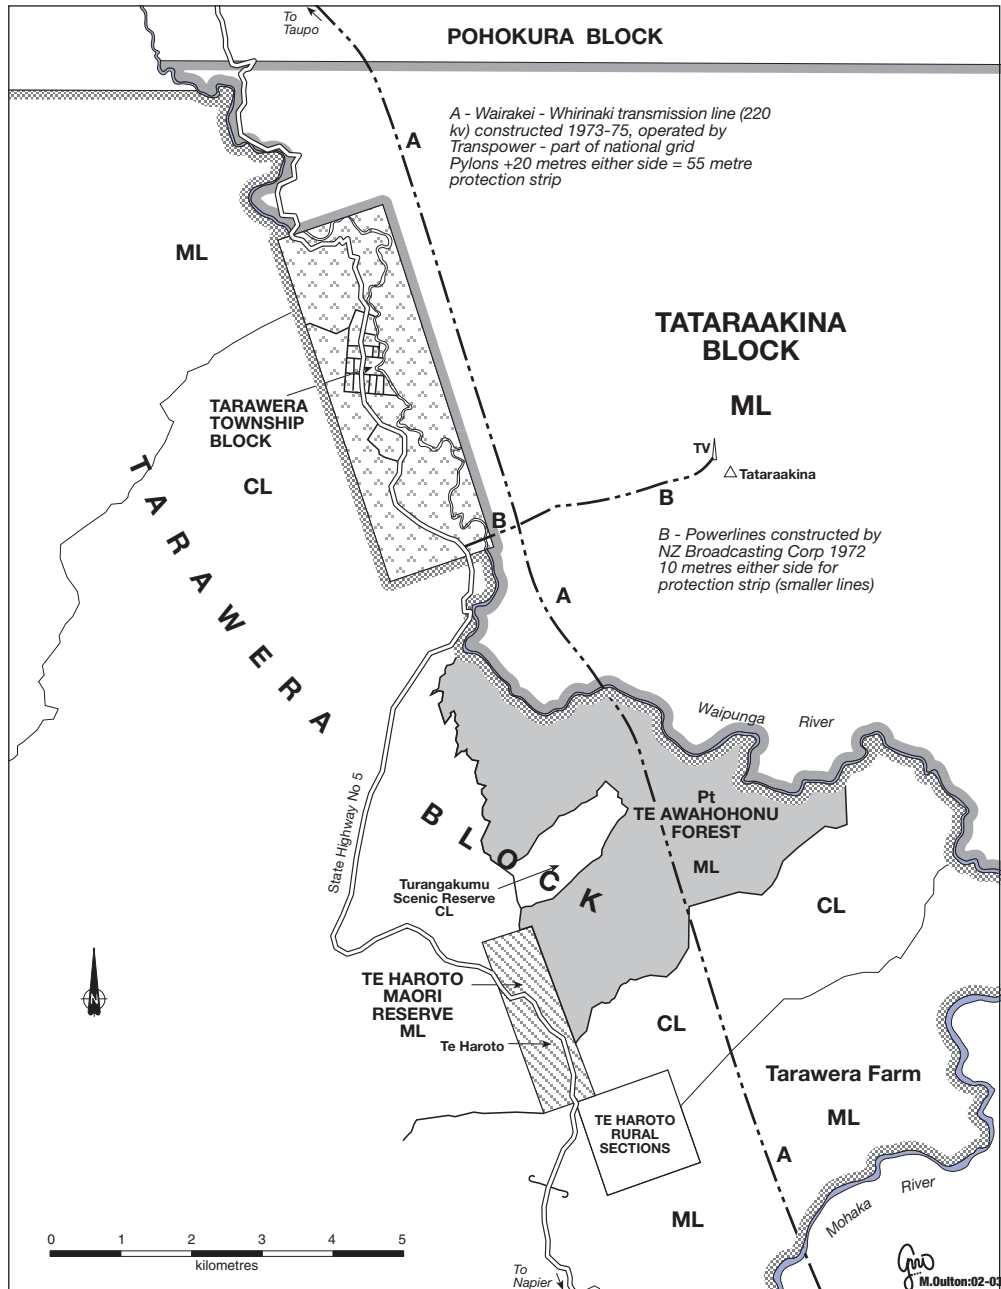 To
Taupo
POHOKURA BLOCK
A - Wairakei - Whirinaki transmission line (220
kv) constructed 1973-75, operated by
Transpower - part of national grid
Pylons +20 metres either side = 55 metre
protection strip
A
ML
TATARAAKINA
BLOCK
ML
TARAWERA
TOWNSHIP
BLOCK
CL
TV
Tataraakina
B
B
B - Powerlines constructed by
NZ Broadcasting Corp 1972
10 metres either side for
protection strip (smaller lines)
A
TARAWERA
BLOCK
Waipunga River
State Highway No 5
Pt
TE AWAHOHONU
FOREST
ML
Turangakumu
Scenic Reserve
CL
CL
TE HAROTO
MAORI
RESERVE
ML
Te Haroto
CL
N
Tarawera Farm
ML
TE HAROTO
RURAL
SECTIONS
A
Mohaka River
ML
0 1 2 3 4 5
kilometres
To
Napier
M.Oulton:02-03